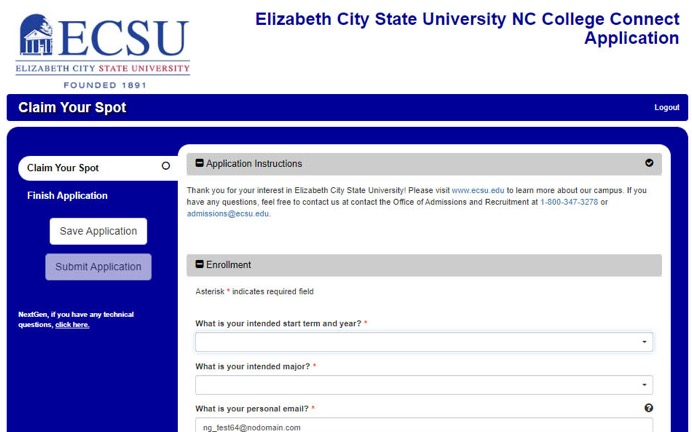 ECSU
ELIZABETH CITY STATE UNIVERSITY
FOUNDED 1891
Elizabeth City State University NC College Connect
Application
Claim Your Spot
Logout
Claim Your Spot
Finish Application
Save Application
Submit Application
NextGen, if you have any technical
questions, click here.
Application Instructions
Thank you for your interest in Elizabeth City State University! Please visit www.ecsu.edu to learn more about our campus. If you
have any questions, feel free to contact us at contact the Office of Admissions and Recruitment at 1-800-347-3278 or
admissions@ecsu.edu.
Enrollment
Asterisk * indicates required field
What is your intended start term and year? *
What is your intended major? *
What is your personal email? *
ng_test64@nodomain.com